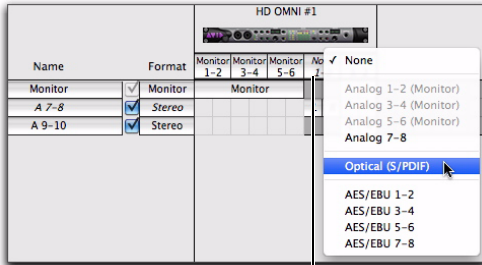 HD OMNI #1
AVID
Name
Format
Monitor 1-2
Monitor 3-4
Monitor 5-6
Monitor
Monitor
Monitor
A 7-8
Stereo
A 9-10
Stereo
✓ None
Analog 1-2 (Monitor)
Analog 3-4 (Monitor)
Analog 5-6 (Monitor)
Analog 7-8
Optical (S/PDIF)
AES/EBU 1-2
AES/EBU 3-4
AES/EBU 5-6
AES/EBU 7-8